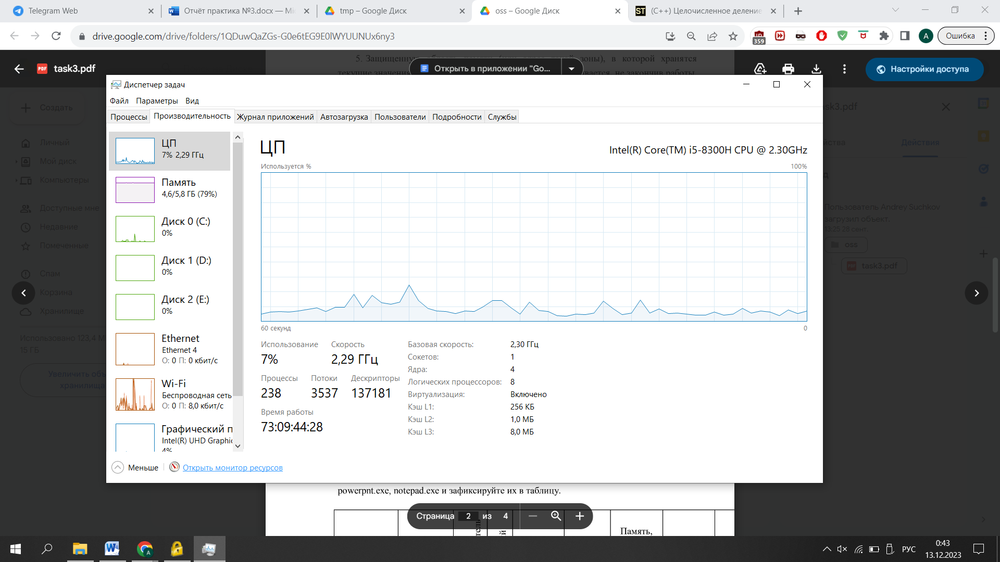 Telegram Web
Отчёт практика №3.docx — Mic
tmp – Google Диск
oss – Google Диск
(C++) Целочисленное деление
drive.google.com/drive/folders/1QDuwQaZGs-G0e6tEG9E0lWYUUNUx6ny3
359
A
Ошибка
5. Защищенную
зоны), в которой хранятся
текущие значения
не закончив работы.
PDF task3.pdf
Открыть в приложении "Go...
Настройки доступа
Диспетчер задач
Файл Параметры Вид
Процессы Производительность Журнал приложений Автозагрузка Пользователи Подробности Службы
Создать
Личный
Мой диск
Компьютеры
Доступные мне
Недавние
Помеченные
Спам
Корзина
Хранилище
Использовано 123,4 М
15 ГБ
Увеличить объ
хранилища
ЦП
7% 2,29 ГГц
Память
4,6/5,8 ГБ (79%)
Диск 0 (C:)
0%
Диск 1 (D:)
0%
Диск 2 (E:)
0%
Ethernet
Ethernet 4
О: 0 П: 0 кбит/с
Wi-Fi
Беспроводная сеть
О: 0 П: 8,0 кбит/с
Графический п
Intel(R) UHD Graphic
4%
ЦП
Intel(R) Core(TM) i5-8300H CPU @ 2.30GHz
Используется %
100%
60 секунд
0
Использование
7%
Скорость
2,29 ГГц
Процессы
238
Потоки
3537
Дескрипторы
137181
Время работы
73:09:44:28
Базовая скорость: 2,30 ГГц
Сокетов: 1
Ядра: 4
Логических процессоров: 8
Виртуализация: Включено
Кэш L1: 256 КБ
Кэш L2: 1,0 МБ
Кэш L3: 8,0 МБ
Меньше
Открыть монитор ресурсов
sk3.pdf
йства
Действия
Пользователь Andrey Suchkov
загрузил объект.
13:25 28 сент.
oss
PDF task3.pdf
powerpnt.exe, notepad.exe и зафиксируйте их в таблицу.
Страница 2 из 4
тель
ий
Память,
РУС
0:43
13.12.2023